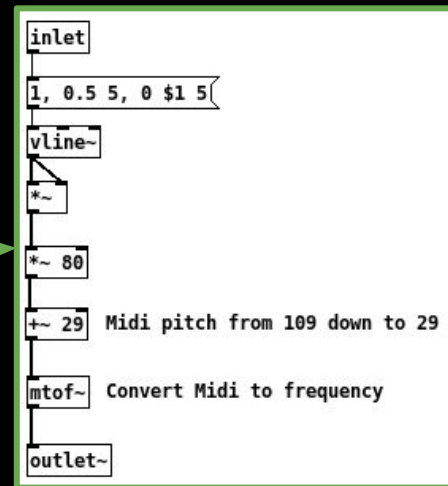 inlet
1, 0.5 5, 0 $1 5
vline~
*~
*~ 80
+~ 29 Midi pitch from 109 down to 29
mtof~ Convert Midi to frequency
outlet~